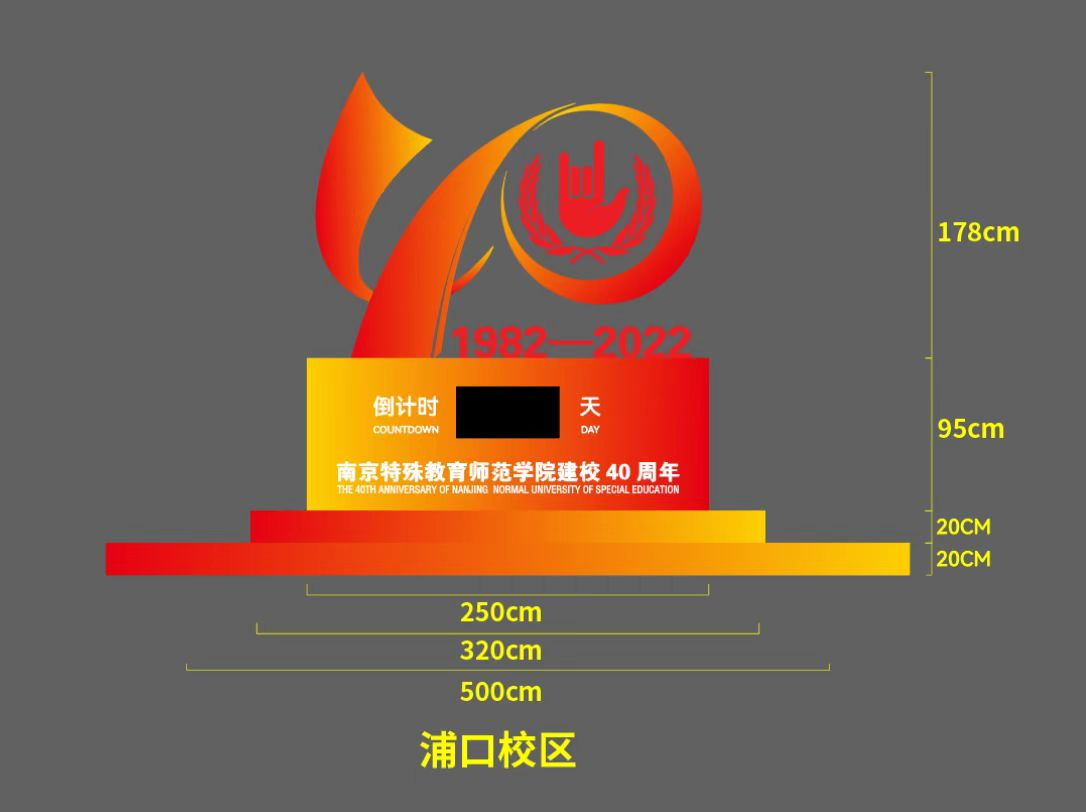 178cm
1982—2022
倒计时 天
COUNTDOWN DAY
95cm
南京特殊教育师范学院建校 40 周年
THE 40TH ANNIVERSARY OF NANJING NORMAL UNIVERSITY OF SPECIAL EDUCATION
20CM
20CM
250cm
320cm
500cm
浦口校区